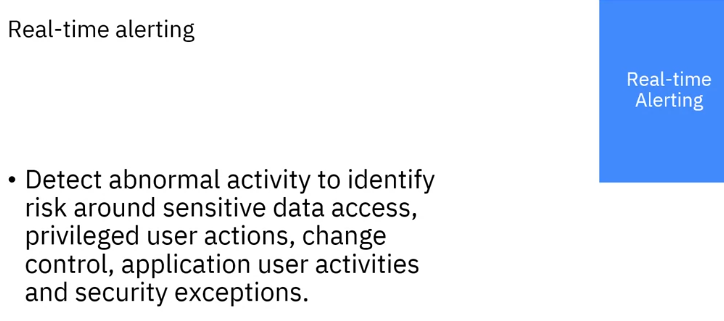 Real-time alerting
Real-time
Alerting
• Detect abnormal activity to identify
risk around sensitive data access,
privileged user actions, change
control, application user activities
and security exceptions.